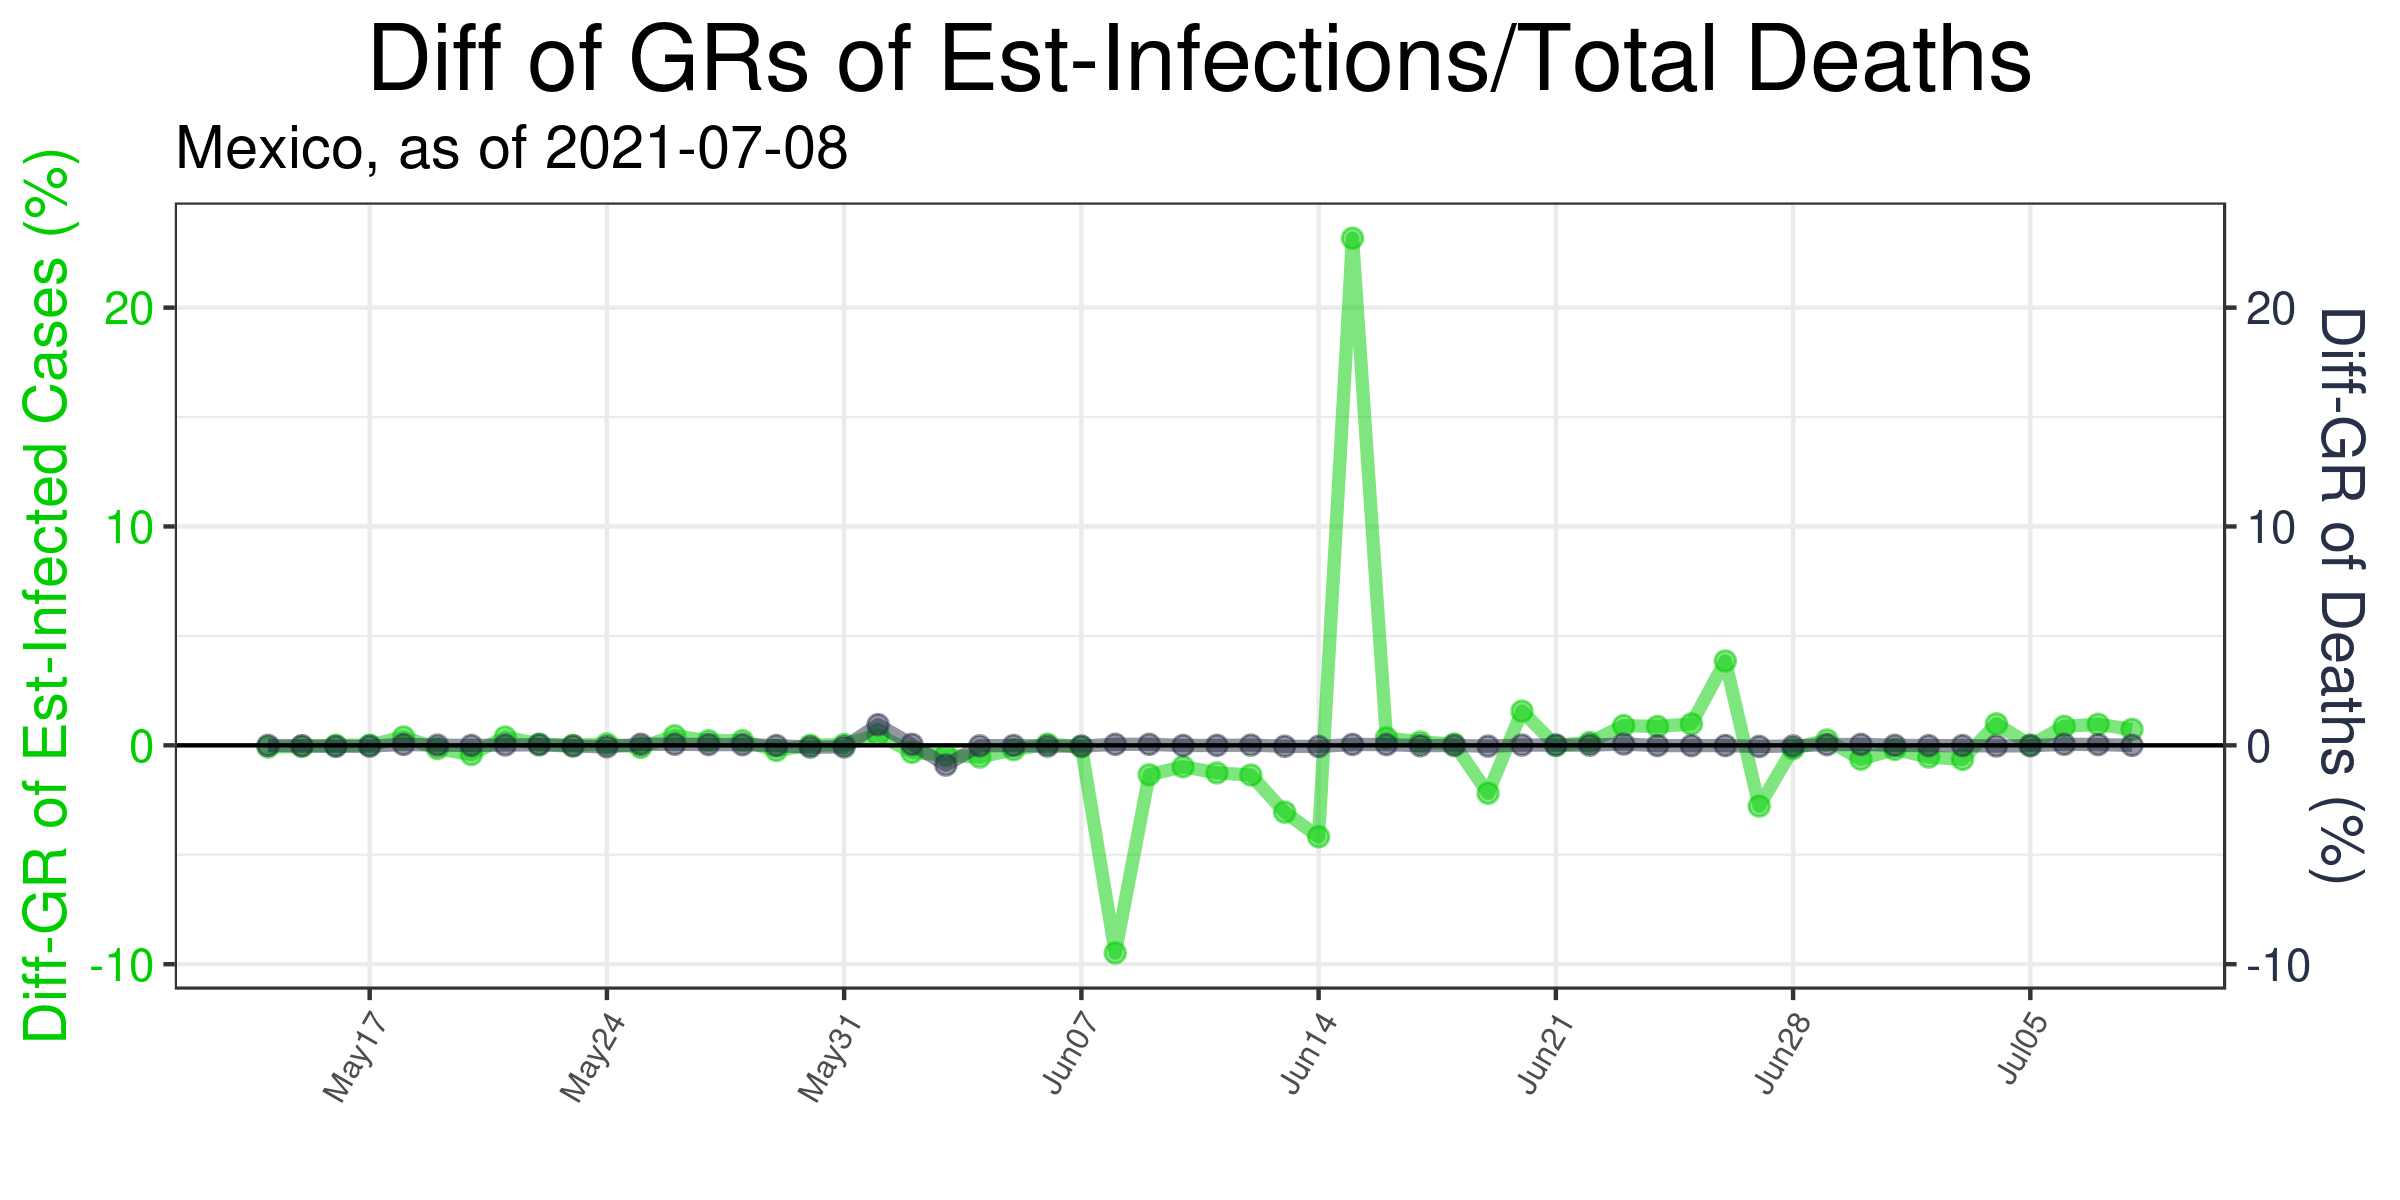 Diff of GRs of Est-Infections/Total Deaths
Mexico, as of 2021-07-08
Diff-GR of Est-Infected Cases (%)
20
10
0
-10
20
10
0
-10
Diff-GR of Deaths (%)
May17
May24
May31
Jun07
Jun14
Jun21
Jun28
Jul05